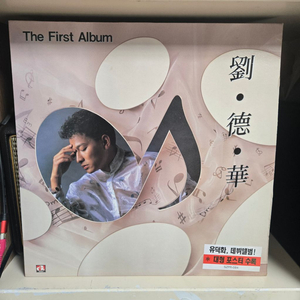 The First Album
劉·德·華
유덕화, 데뷔앨범!
★ 대형 포스터 수록